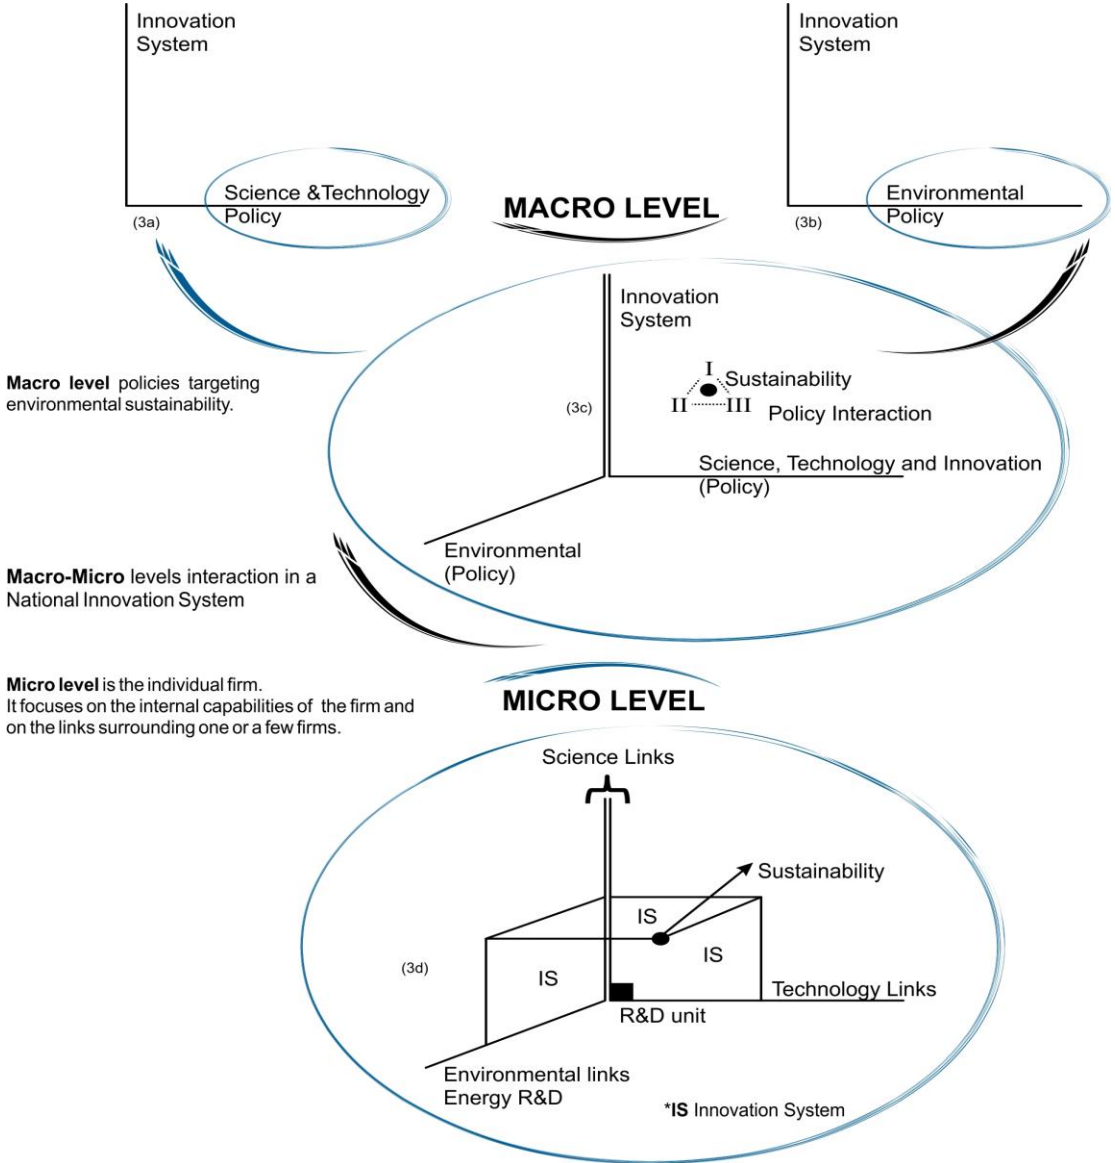 Innovation
System
Innovation
System
Science &Technology
Policy
(3a)
MACRO LEVEL
Environmental
Policy
(3b)
Innovation
System
Macro level policies targeting
environmental sustainability.
I
Sustainability
(3c)
II
III
Policy Interaction
Science, Technology and Innovation
(Policy)
Environmental
(Policy)
Macro-Micro levels interaction in a
National Innovation System
Micro level is the individual firm.
It focuses on the internal capabilities of the firm and
on the links surrounding one or a few firms.
MICRO LEVEL
Science Links
Sustainability
IS
IS
IS
(3d)
Technology Links
R&D unit
Environmental links
Energy R&D
*IS Innovation System